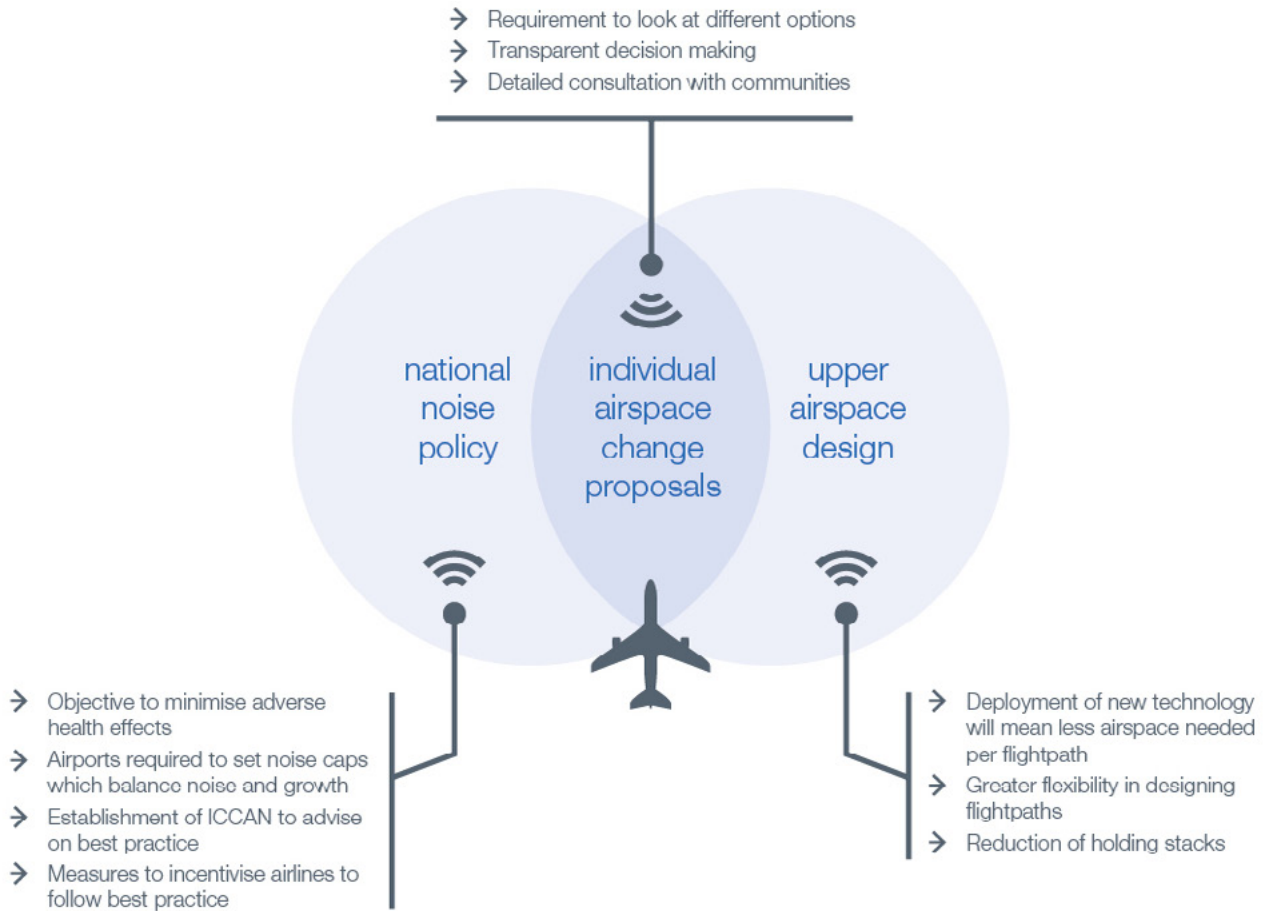 → Requirement to look at different options
→ Transparent decision making
→ Detailed consultation with communities
national
noise
policy
individual
airspace
change
proposals
upper
airspace
design
→ Objective to minimise adverse
health effects
→ Airports required to set noise caps
which balance noise and growth
→ Establishment of ICCAN to advise
on best practice
→ Measures to incentivise airlines to
follow best practice
→ Deployment of new technology
will mean less airspace needed
per flightpath
→ Greater flexibility in designing
flightpaths
→ Reduction of holding stacks